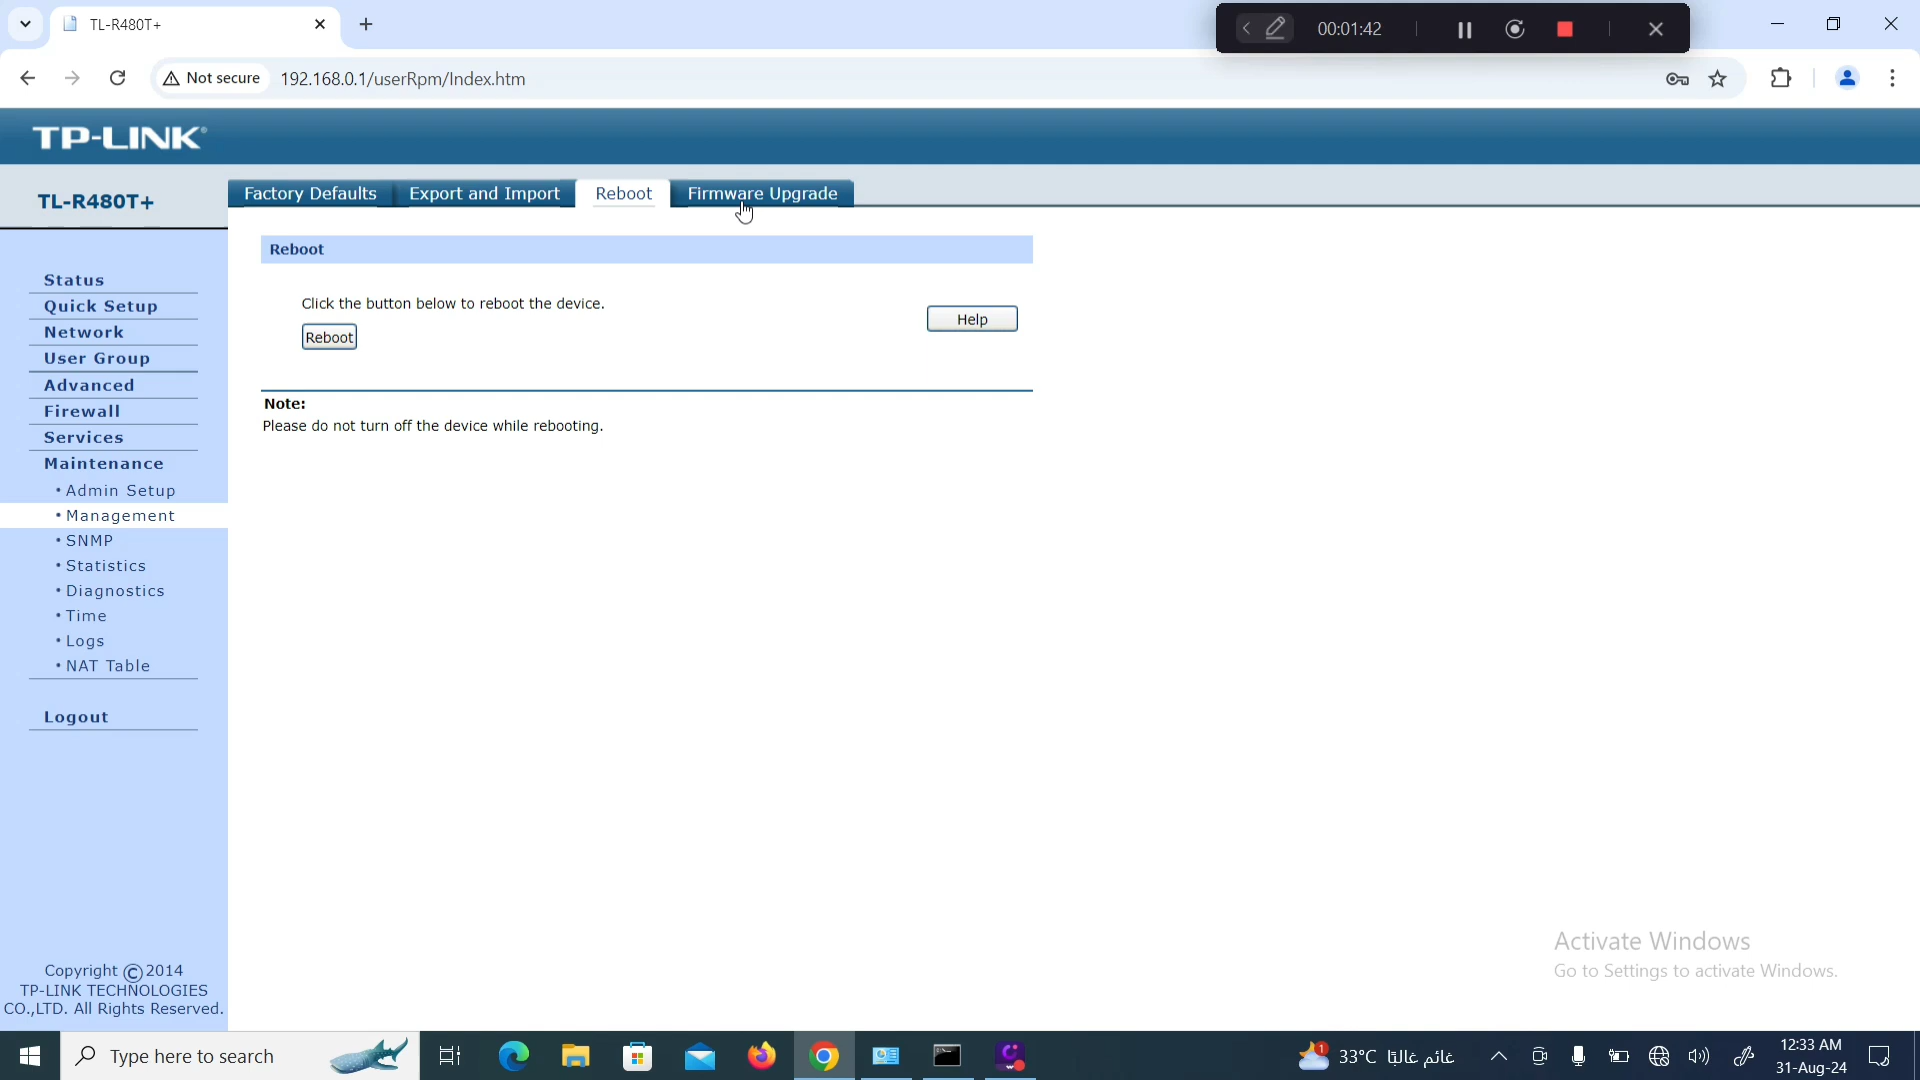 TL-R480T+
00:01:42
Not secure
192.168.0.1/userRpm/Index.htm
TP-LINK®
TL-R480T+
Factory Defaults
Export and Import
Reboot
Firmware Upgrade
Reboot
Click the button below to reboot the device.
Help
Reboot
Note:
Please do not turn off the device while rebooting.
Status
Quick Setup
Network
User Group
Advanced
Firewall
Services
Maintenance
• Admin Setup
• Management
• SNMP
• Statistics
• Diagnostics
• Time
• Logs
• NAT Table
Logout
Copyright © 2014
TP-LINK TECHNOLOGIES
CO.,LTD. All Rights Reserved.
Activate Windows
Go to Settings to activate Windows.
Type here to search
1
33°C غائم غالبًا
12:33 AM
31-Aug-24